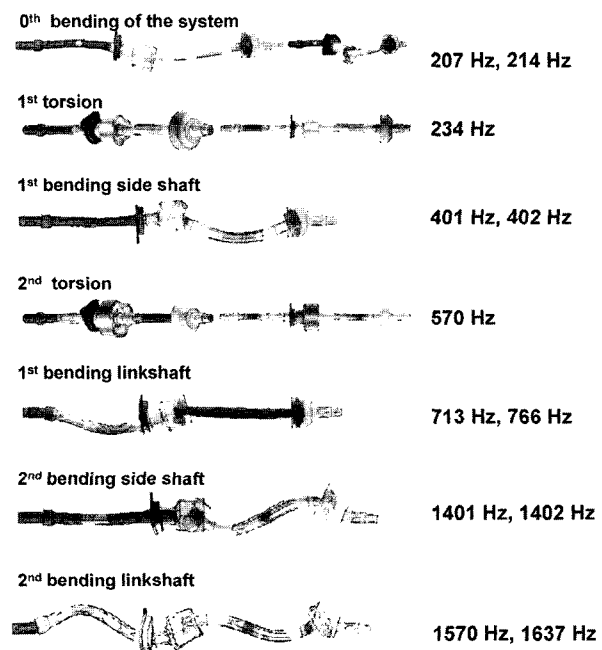 0th bending of the system
207 Hz, 214 Hz
1st torsion
234 Hz
1st bending side shaft
401 Hz, 402 Hz
2nd torsion
570 Hz
1st bending linkshaft
713 Hz, 766 Hz
2nd bending side shaft
1401 Hz, 1402 Hz
2nd bending linkshaft
1570 Hz, 1637 Hz